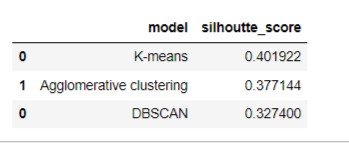 model silhoutte_score
0 K-means 0.401922
1 Agglomerative clustering 0.377144
0 DBSCAN 0.327400